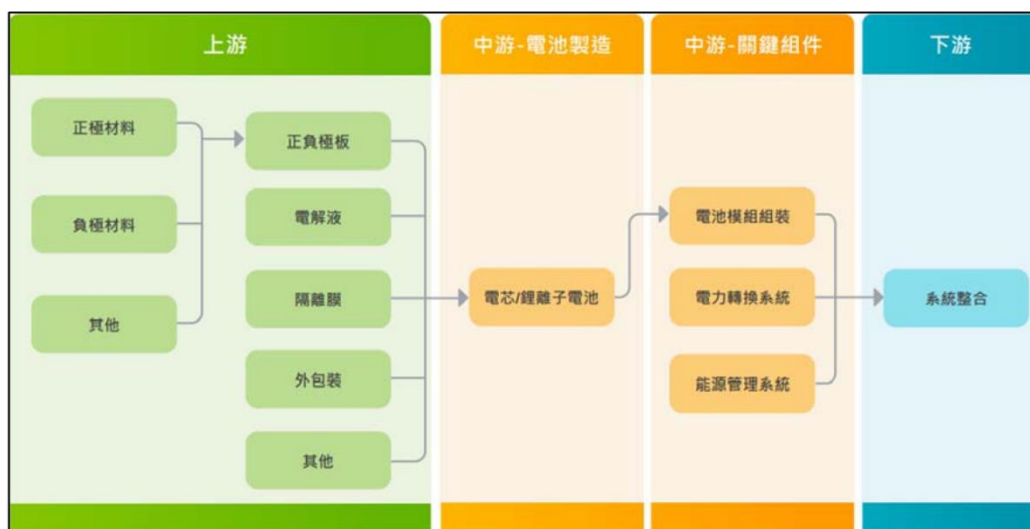 上游
中游-電池製造
中游-關鍵組件
下游
正極材料
負極材料
其他
正負極板
電解液
隔離膜
外包裝
其他
電芯/鋰離子電池
電池模組組裝
電力轉換系統
能源管理系統
系統整合